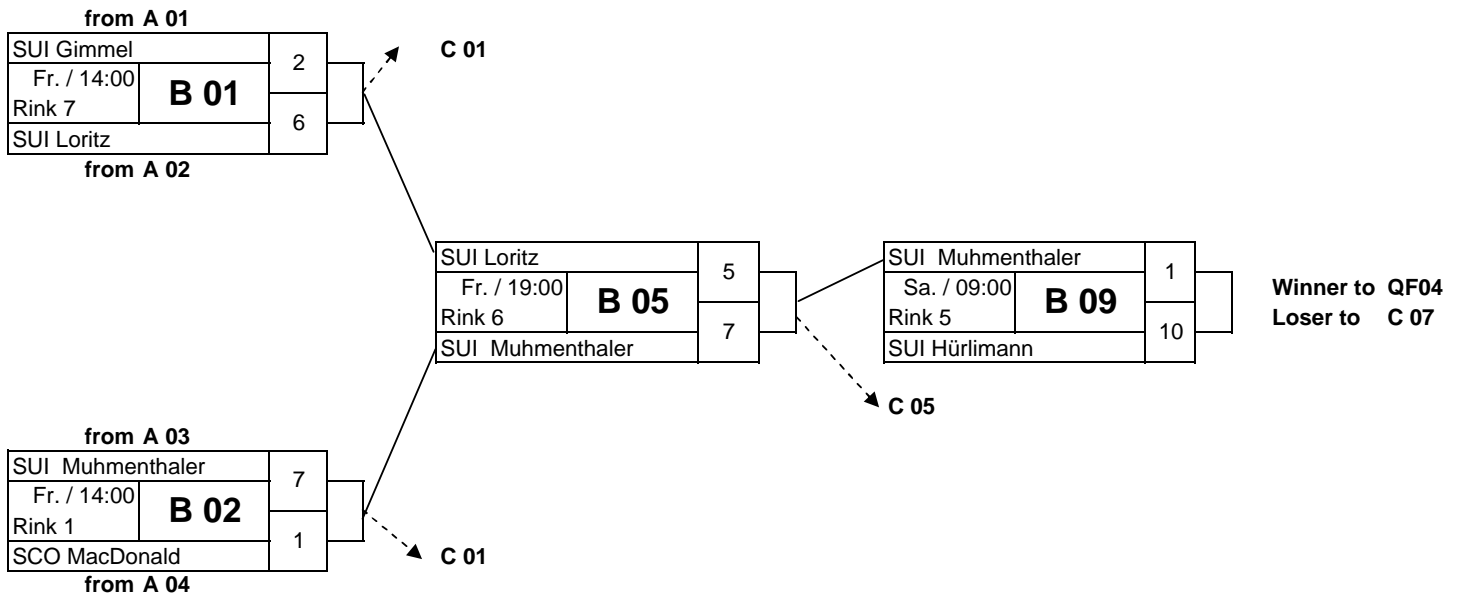 from A 01
SUI Gimmel
2
C 01
Fr. / 14:00
B 01
Rink 7
6
SUI Loritz
from A 02
SUI Loritz
5
SUI  Muhmenthaler
1
Fr. / 19:00
B 05
Sa. / 09:00
B 09
Winner to QF04
Rink 6
7
Rink 5
10
Loser to C 07
SUI  Muhmenthaler
SUI Hürlimann
C 05
from A 03
SUI  Muhmenthaler
7
Fr. / 14:00
B 02
Rink 1
1
SCO MacDonald
C 01
from A 04